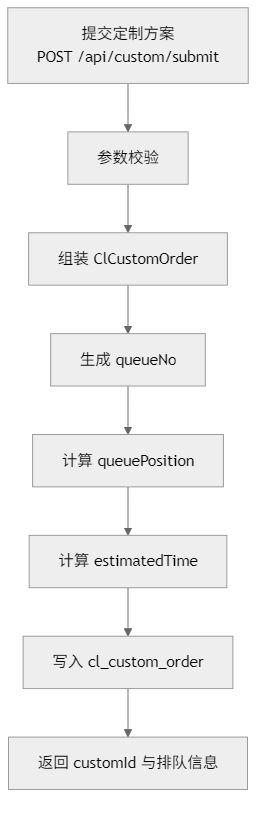 提交定制方案
POST /api/custom/submit
参数校验
组装 ClCustomOrder
生成 queueNo
计算 queuePosition
计算 estimatedTime
写入 cl_custom_order
返回 customId 与排队信息